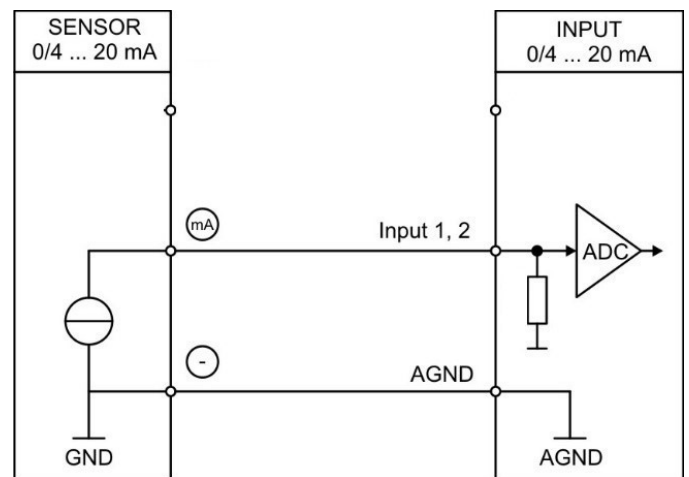 SENSOR
0/4 ... 20 mA
INPUT
0/4 ... 20 mA
mA
Input 1, 2
ADC
-
AGND
GND
AGND